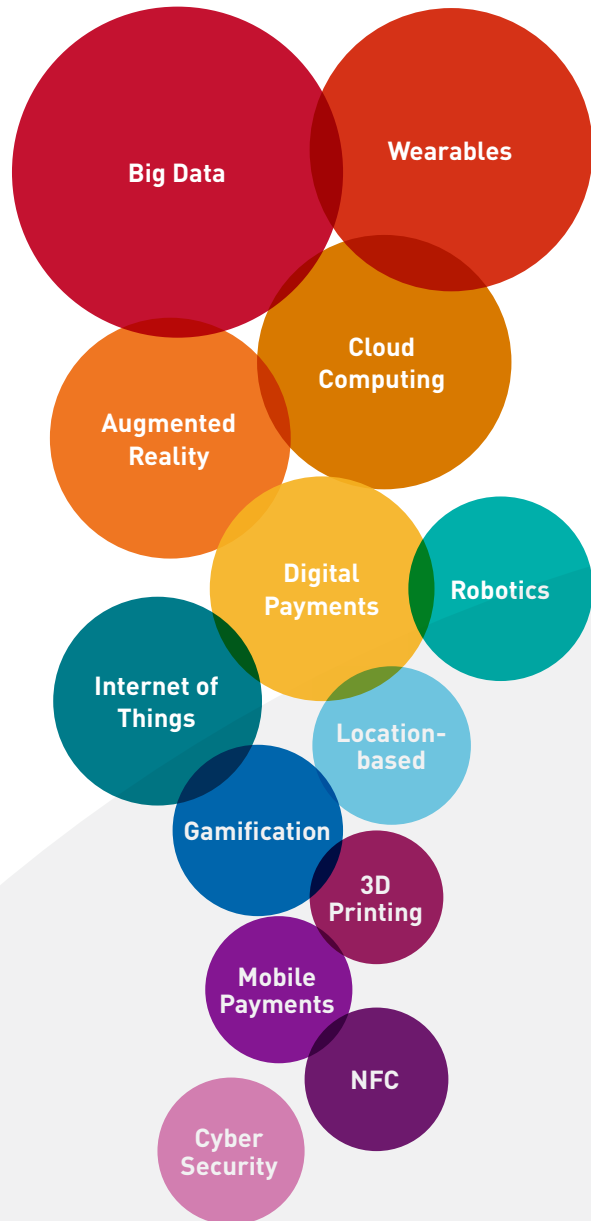 Big Data
Wearables
Cloud
Computing
Augmented
Reality
Digital
Payments
Robotics
Internet of
Things
Location-
based
Gamification
3D
Printing
Mobile
Payments
NFC
Cyber
Security